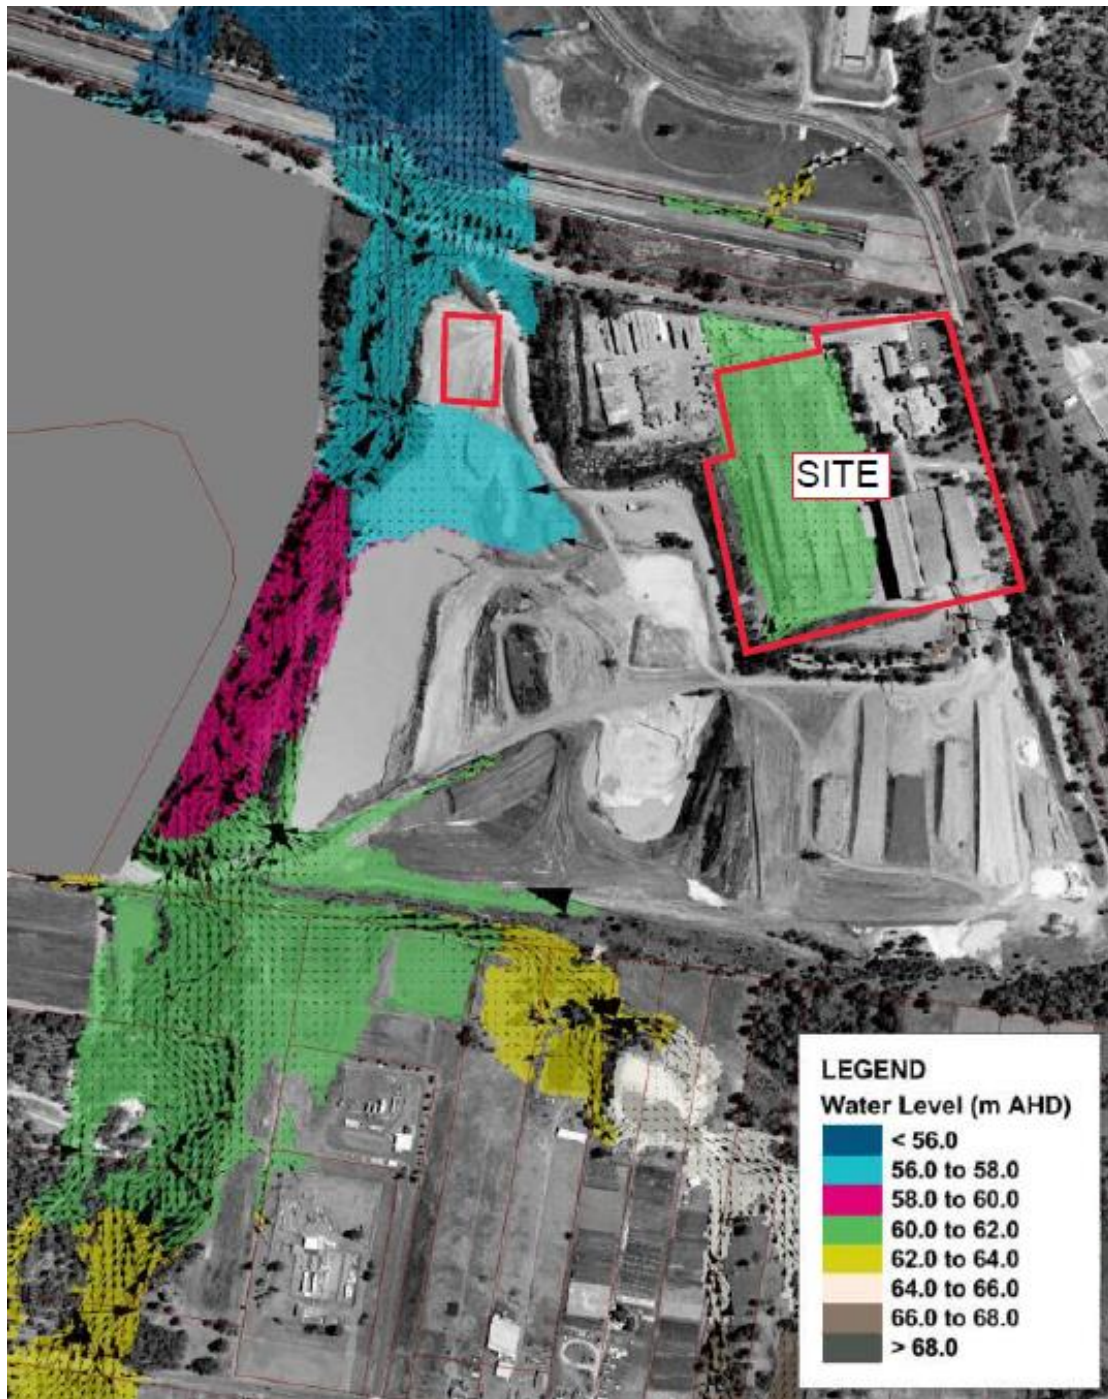 SITE
LEGEND
Water Level (m AHD)
< 56.0
56.0 to 58.0
58.0 to 60.0
60.0 to 62.0
62.0 to 64.0
64.0 to 66.0
66.0 to 68.0
> 68.0